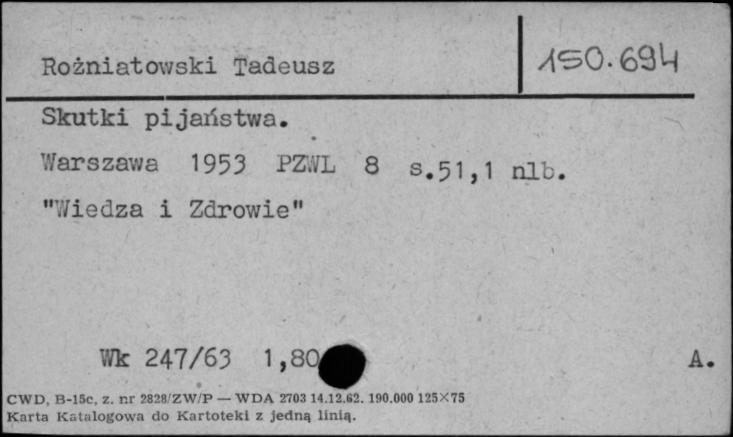 Rożniatowski Tadeusz 150.694
Skutki pijaństwa.
Warszawa 1953 PZWL 8 s.51,1 nlb.
"Wiedza i Zdrowie"
Wk 247/63 1,80 A.
CWD, B-15c, z. nr 2828/ZW/P — WDA 2703 14.12.62. 190.000 125×75
Karta Katalogowa do Kartoteki z jedną linią.